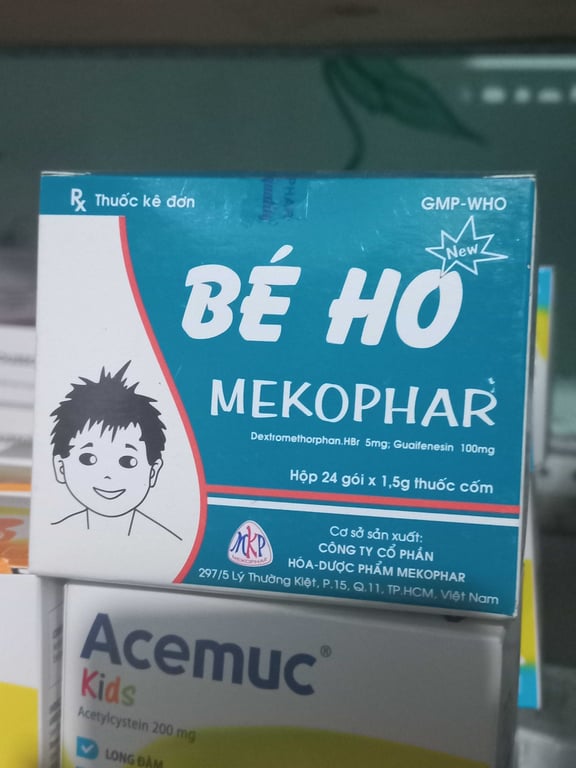 Rx Thuốc kê đơn
GMP-WHO
New
BÉ HO
MEKOPHAR
Dextromethorphan.HBr 5mg; Guaifenesin 100mg
Hộp 24 gói x 1,5g thuốc cốm
MKP
MEKOPHAR
Cơ sở sản xuất:
CÔNG TY CỔ PHẦN
HÓA-DƯỢC PHẨM MEKOPHAR
297/5 Lý Thường Kiệt, P.15, Q.11, TP.HCM, Việt Nam
Acemuc®
Kids
Acetylcystein 200 mg
LONG ĐÀM